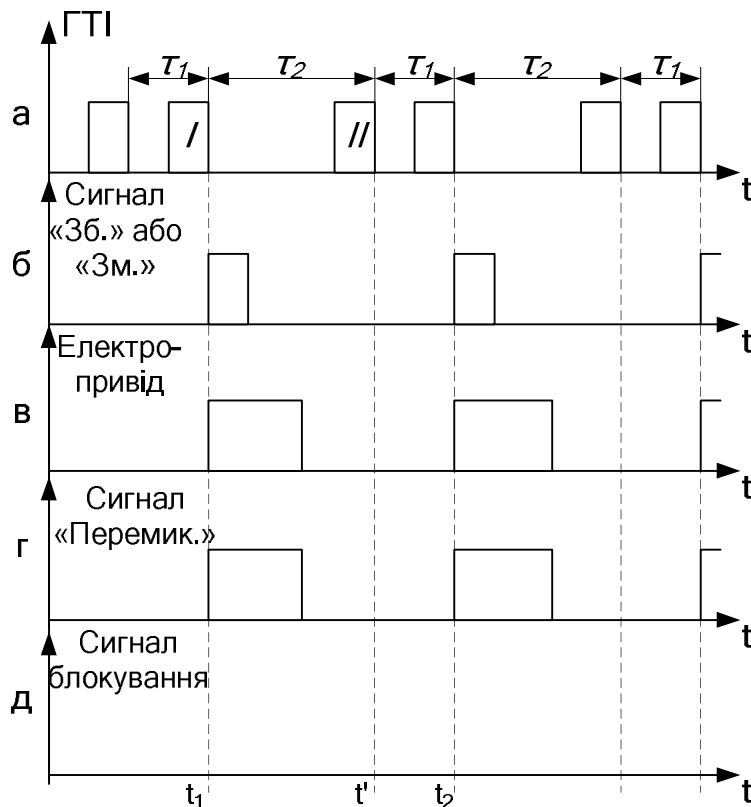 ГТІ
τ1 τ2 τ1 τ2 τ1
а
/ //
t
Сигнал
«Зб.» або
«Зм.»
б
t
Електро-
привід
в
t
Сигнал
«Перемик.»
г
t
Сигнал
блокування
д
t1 t' t2 t